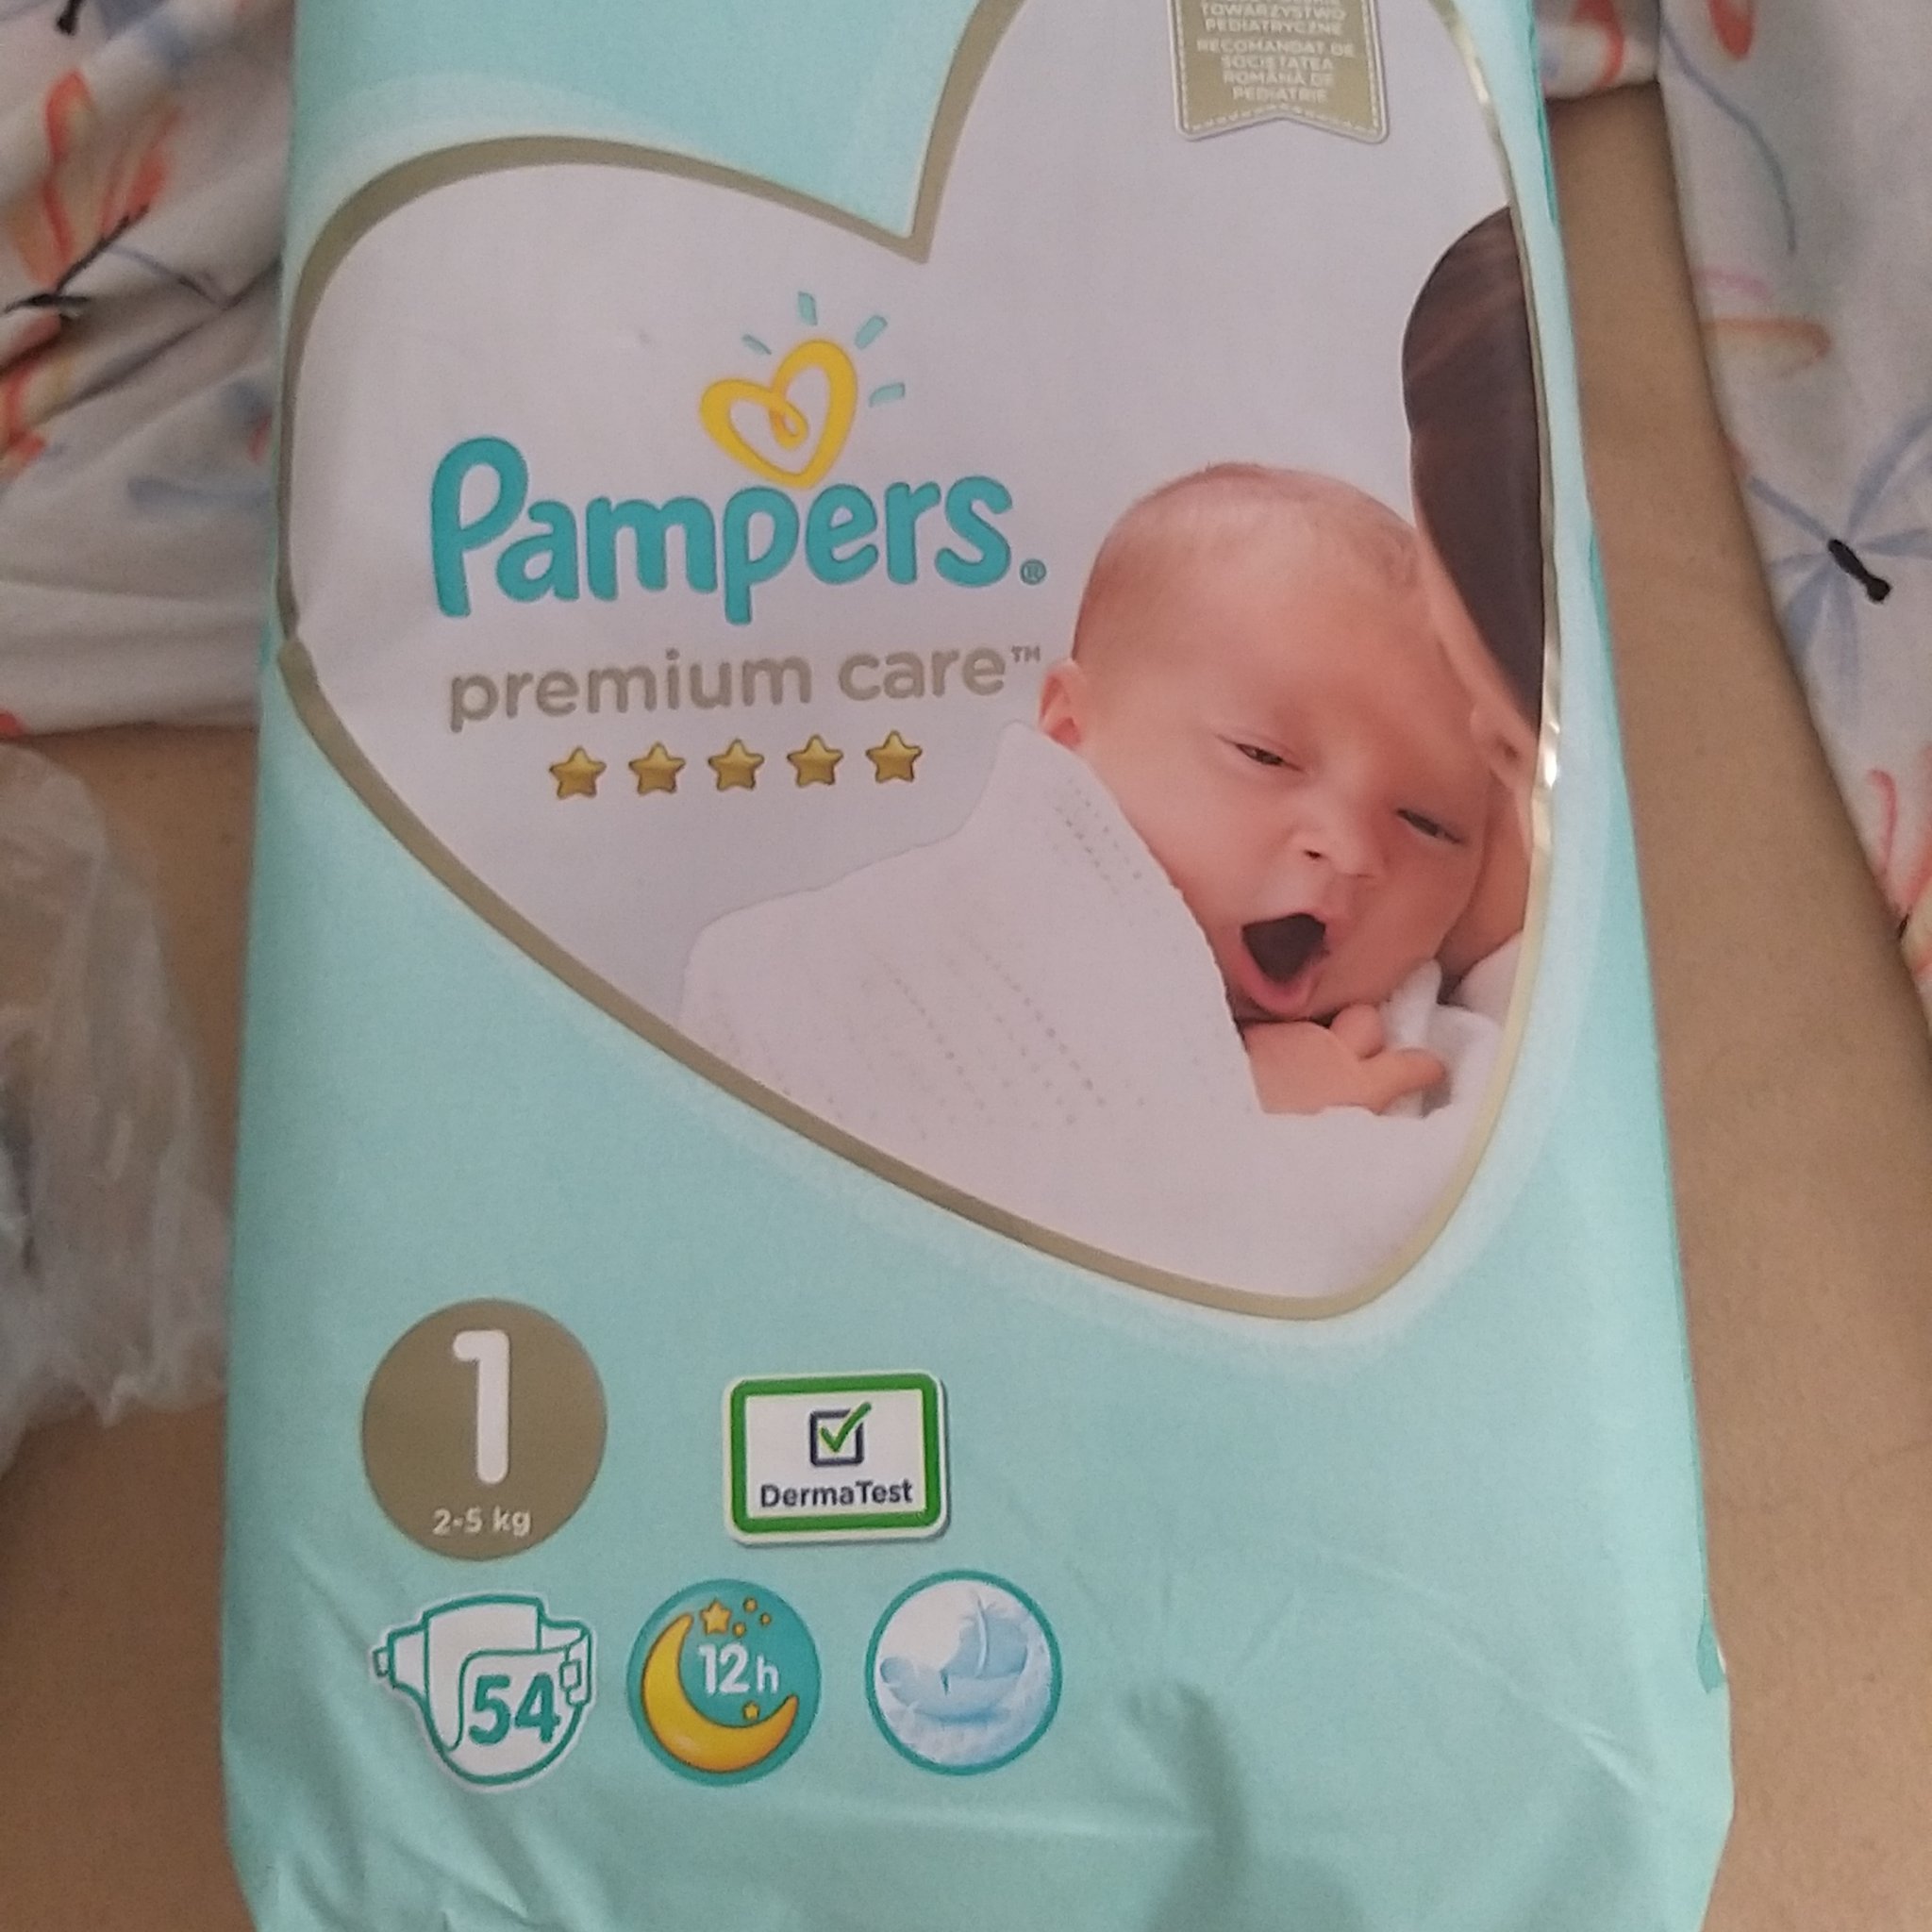 TOWARZYSTWO
PEDIATRYCZNE
RECOMANDAT DE
SOCIETATEA
ROMÂNĂ DE
PEDIATRIE
Pampers®
premium care™
1
2-5 kg
DermaTest
54
12h